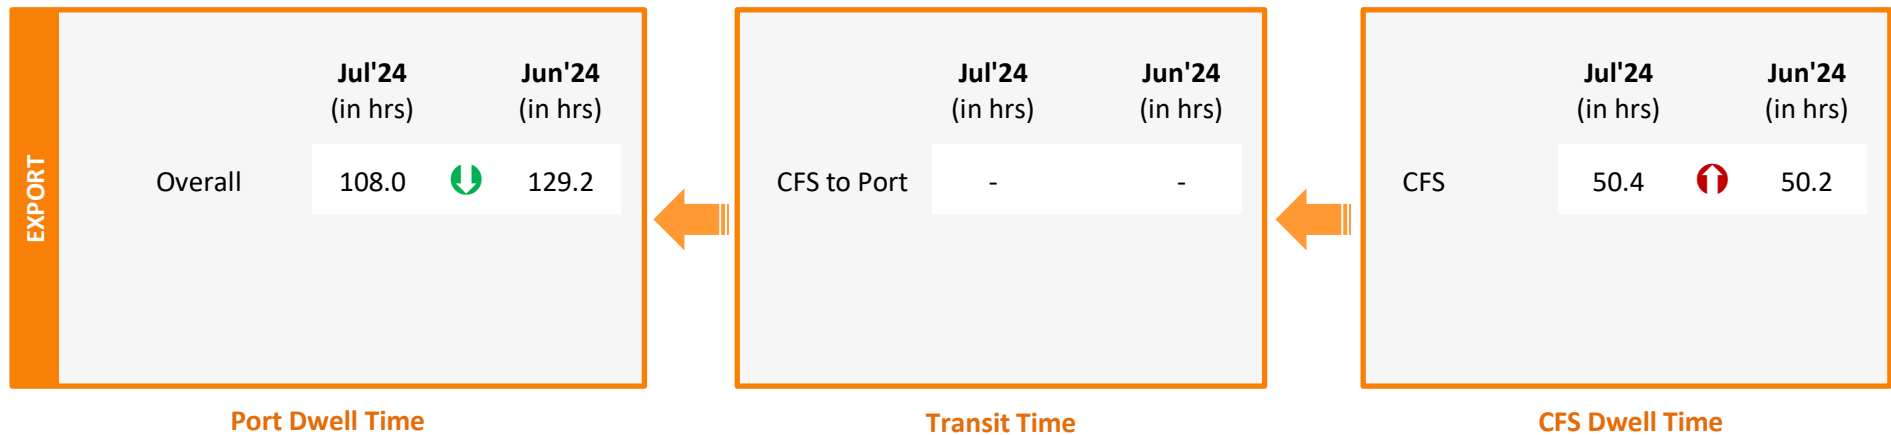 EXPORT
Jul'24 Jun'24
(in hrs) (in hrs)
Overall 108.0 129.2
Port Dwell Time
Jul'24 Jun'24
(in hrs) (in hrs)
CFS to Port - -
Transit Time
Jul'24 Jun'24
(in hrs) (in hrs)
CFS 50.4 50.2
CFS Dwell Time